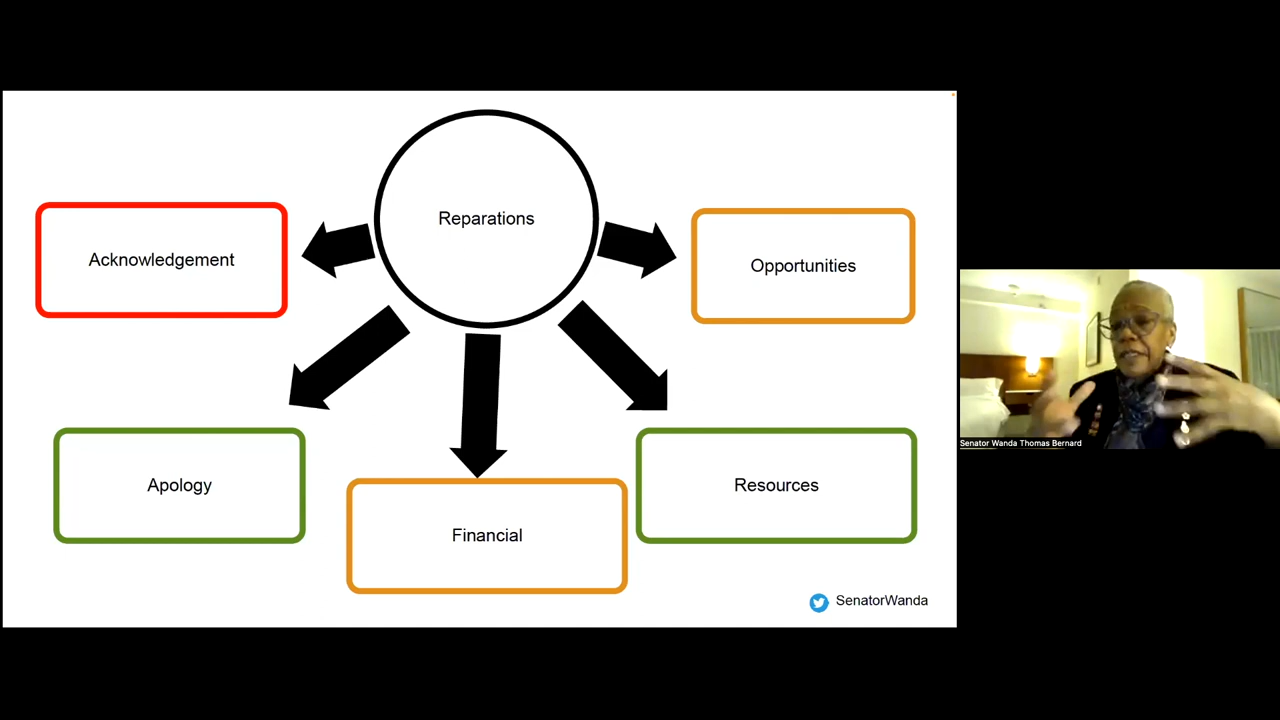 Reparations
Acknowledgement
Opportunities
Apology
Resources
Financial
SenatorWanda
Senator Wanda Thomas Bernard